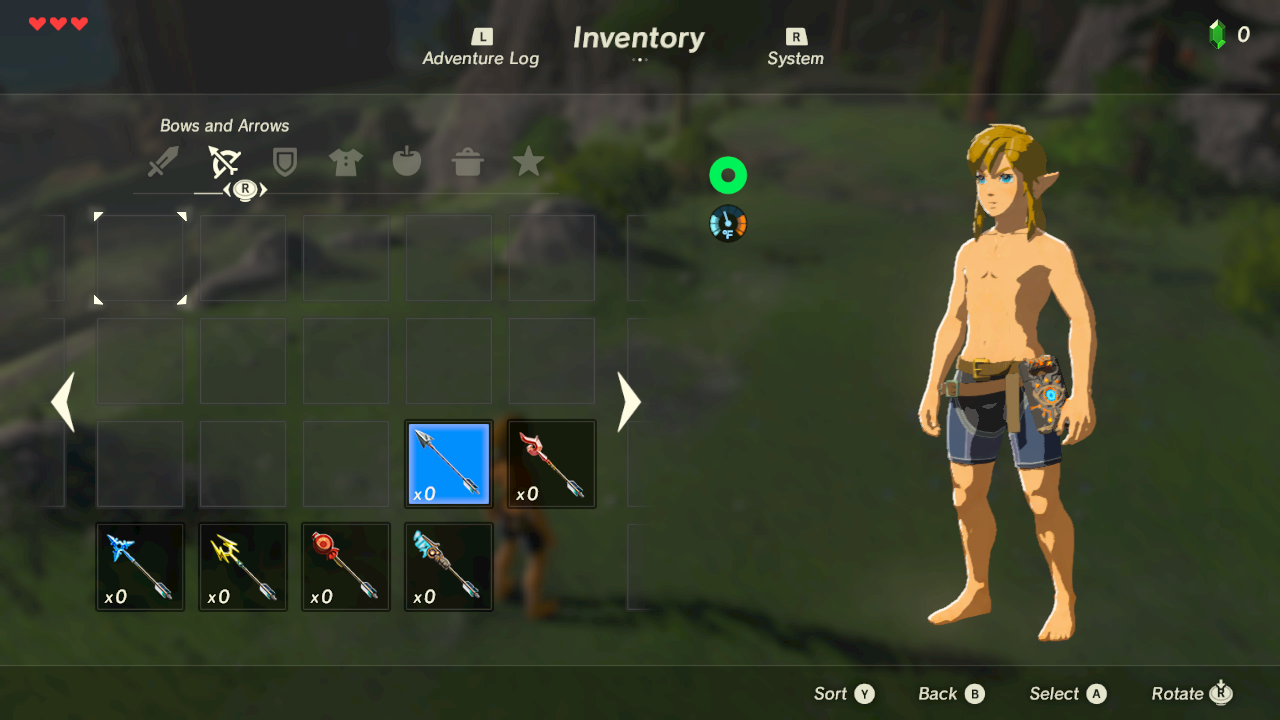 L
Inventory
R
0
Adventure Log
System
Bows and Arrows
R
°F
x0
x0
x0
x0
x0
x0
Sort Y
Back B
Select A
Rotate R